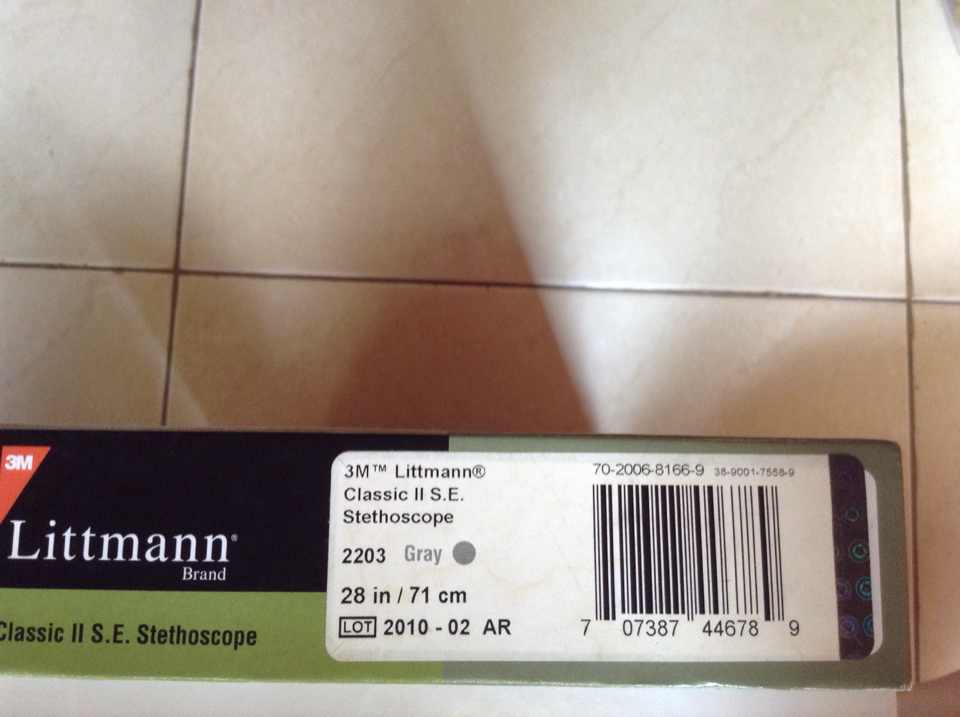 3M
Littmann®
Brand
Classic II S.E. Stethoscope
3M™ Littmann®
Classic II S.E.
Stethoscope
2203 Gray
28 in / 71 cm
LOT 2010 - 02 AR
70-2006-8166-9 38-9001-7558-9
7 07387 44678 9